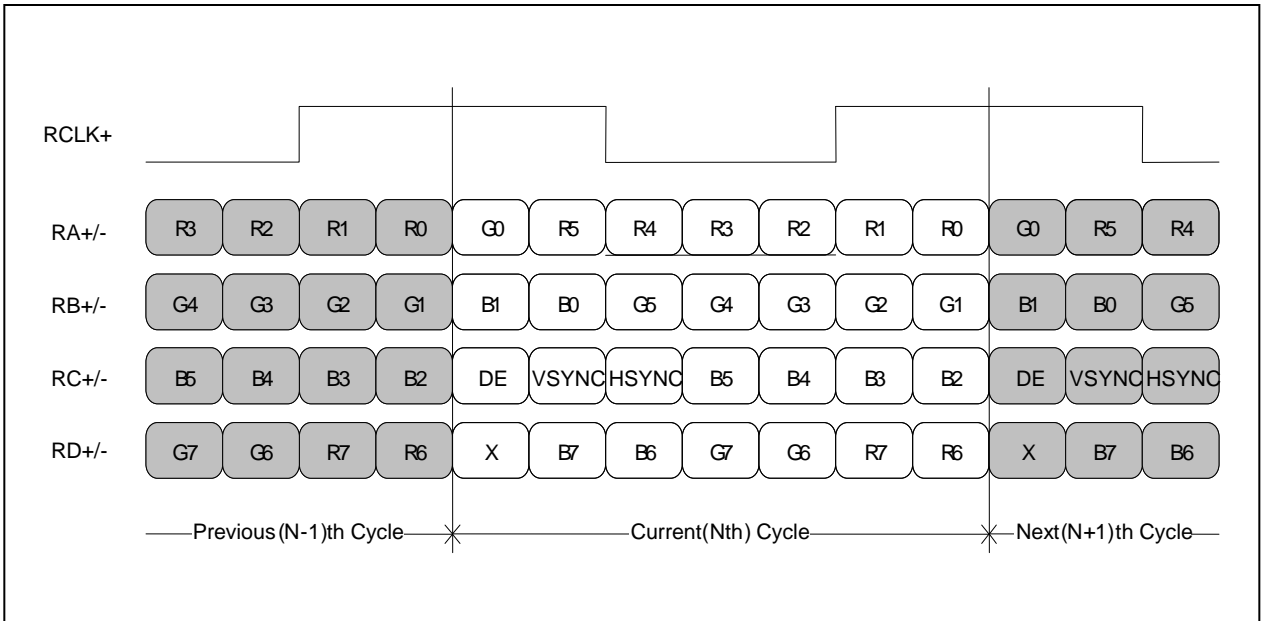 RCLK+
RA+/- R3 R2 R1 R0 G0 R5 R4 R3 R2 R1 R0 G0 R5 R4
RB+/- G4 G3 G2 G1 B1 B0 G5 G4 G3 G2 G1 B1 B0 G5
RC+/- B5 B4 B3 B2 DE VSYNC HSYNC B5 B4 B3 B2 DE VSYNC HSYNC
RD+/- G7 G6 R7 R6 X B7 B6 G7 G6 R7 R6 X B7 B6
Previous(N-1)th Cycle Current(Nth) Cycle Next(N+1)th Cycle